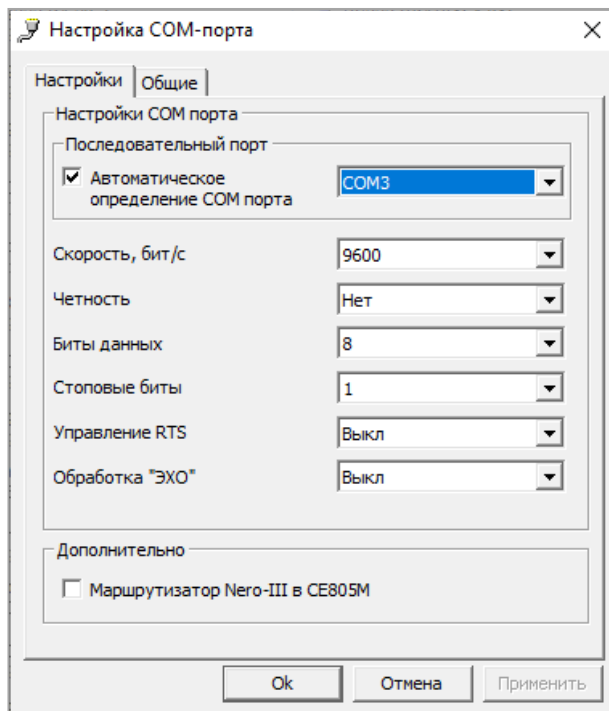 Настройка COM-порта
Настройки
Общие
Настройки COM порта
Последовательный порт
Автоматическое
определение COM порта
COM3
Скорость, бит/с
9600
Четность
Нет
Биты данных
8
Стоповые биты
1
Управление RTS
Выкл
Обработка "ЭХО"
Выкл
Дополнительно
Маршрутизатор Nero-III в CE805M
Ok
Отмена
Применить